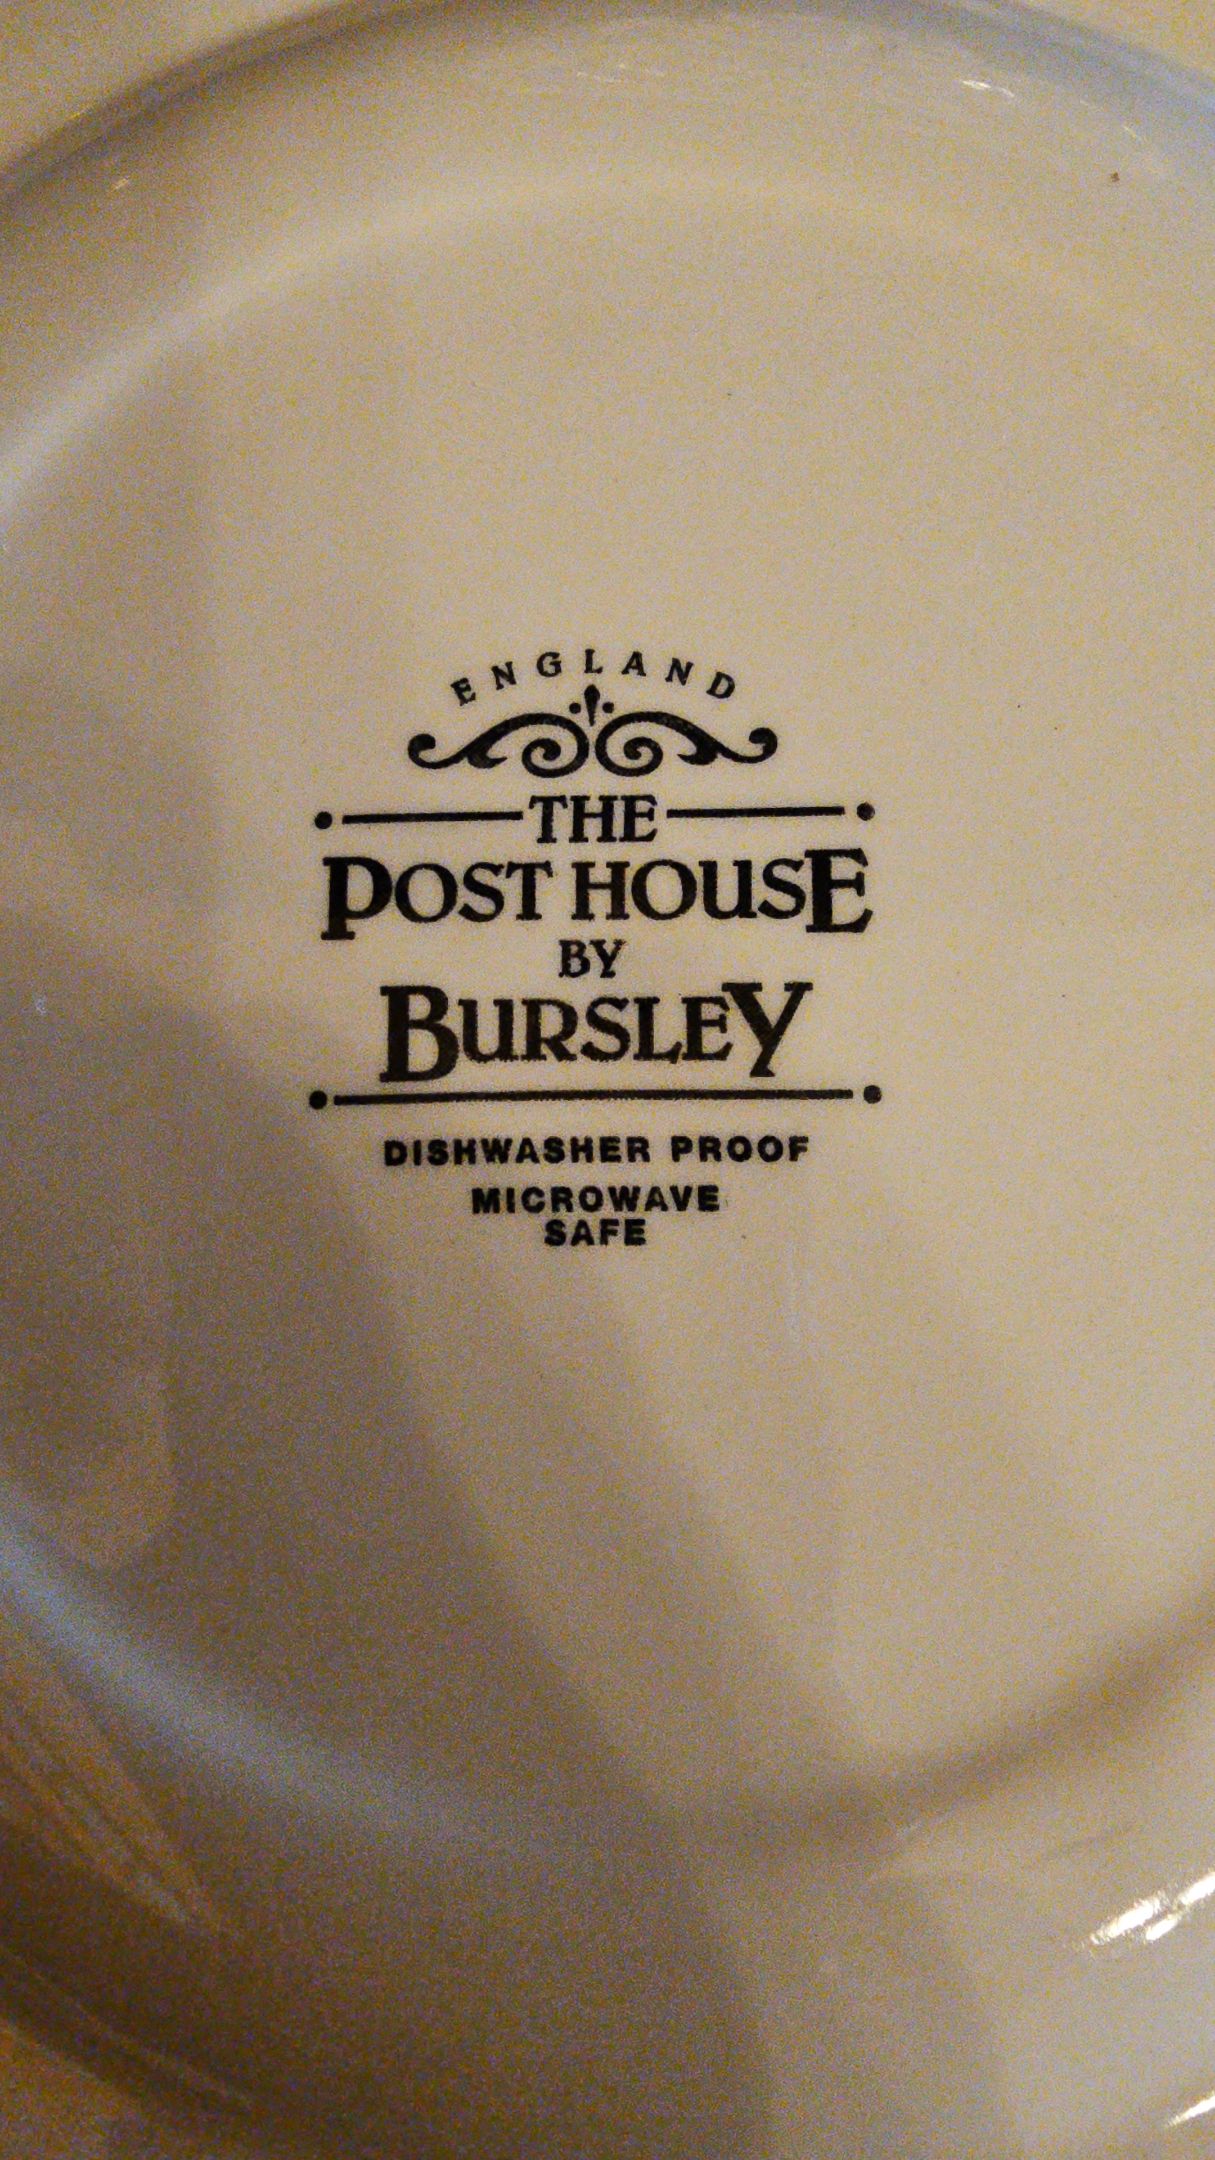 ENGLAND
THE
POST HOUSE
BY
BURSLEY
DISHWASHER PROOF
MICROWAVE
SAFE